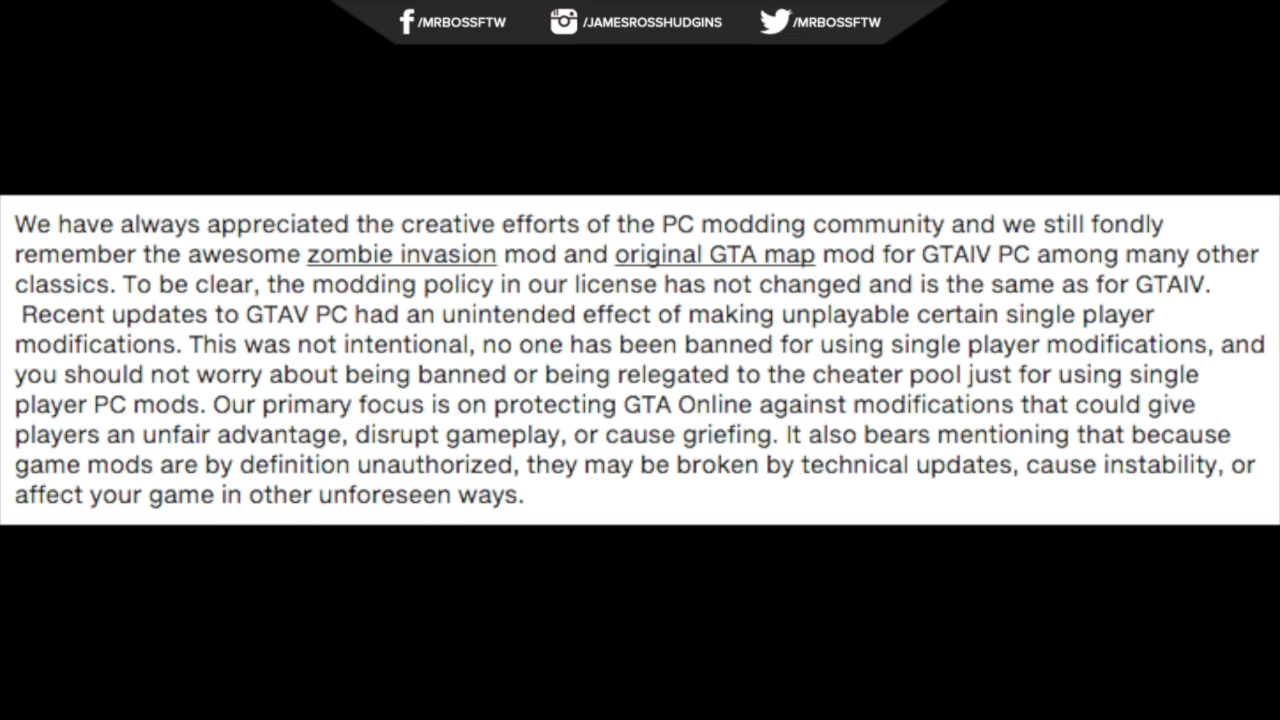 /MRBOSSFTW /JAMESROSSHUDGINS /MRBOSSFTW
We have always appreciated the creative efforts of the PC modding community and we still fondly
remember the awesome zombie invasion mod and original GTA map mod for GTAIV PC among many other
classics. To be clear, the modding policy in our license has not changed and is the same as for GTAIV.
Recent updates to GTAV PC had an unintended effect of making unplayable certain single player
modifications. This was not intentional, no one has been banned for using single player modifications, and
you should not worry about being banned or being relegated to the cheater pool just for using single
player PC mods. Our primary focus is on protecting GTA Online against modifications that could give
players an unfair advantage, disrupt gameplay, or cause griefing. It also bears mentioning that because
game mods are by definition unauthorized, they may be broken by technical updates, cause instability, or
affect your game in other unforeseen ways.